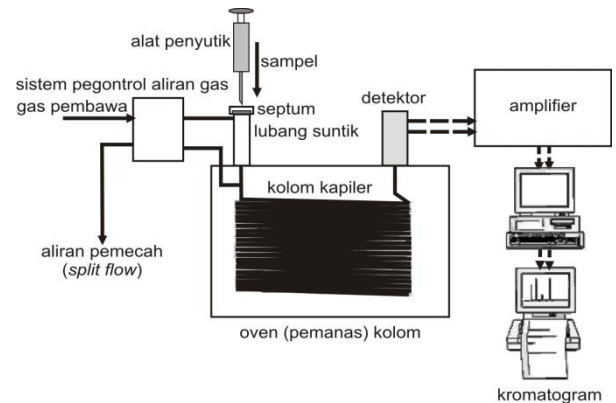 alat penyutik
sampel
sistem pegontrol aliran gas
gas pembawa
septum
lubang suntik
detektor
amplifier
kolom kapiler
aliran pemecah
(split flow)
oven (pemanas) kolom
kromatogram